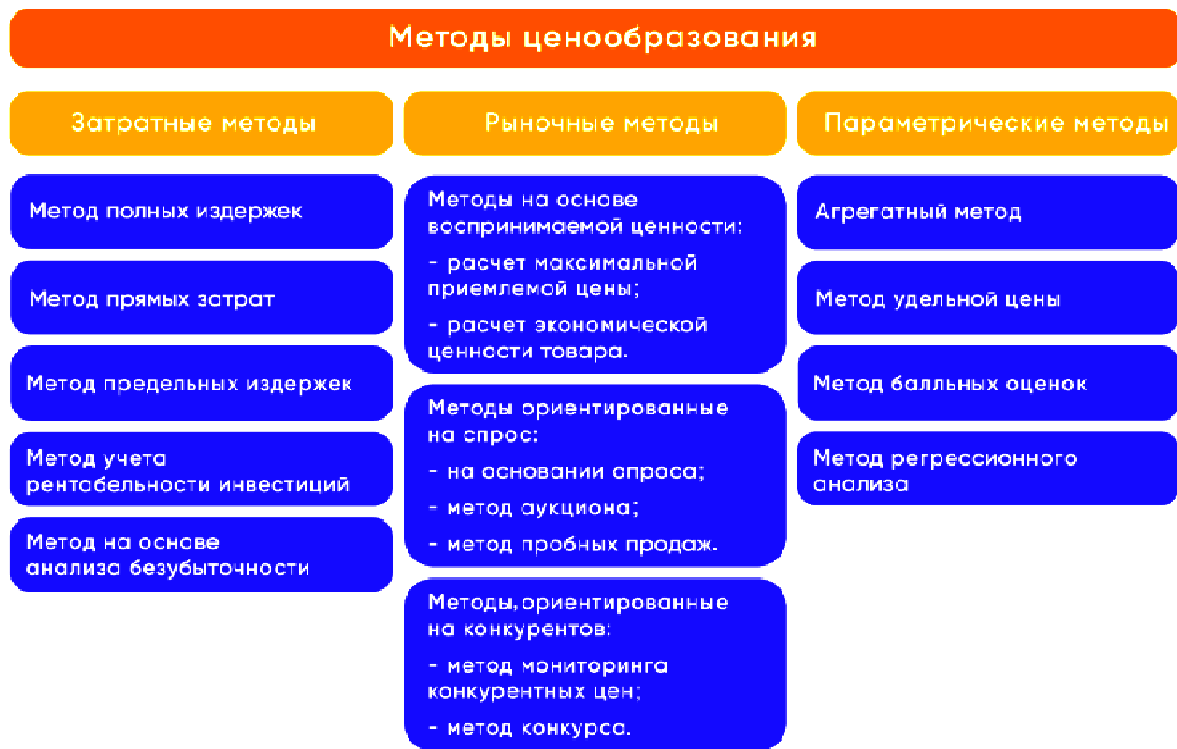 Методы ценообразования
Затратные методы
Метод полных издержек
Метод прямых затрат
Метод предельных издержек
Метод учета
рентабельности инвестиций
Метод на основе
анализа безубыточности
Рыночные методы
Методы на основе
воспринимаемой ценности:
- расчет максимальной
приемлемой цены;
- расчет экономической
ценности товара.
Методы ориентированные
на спрос:
- на основании опроса;
- метод аукциона;
- метод пробных продаж.
Методы, ориентированные
на конкурентов:
- метод мониторинга
конкурентных цен;
- метод конкурса.
Параметрические методы
Агрегатный метод
Метод удельной цены
Метод балльных оценок
Метод регрессионного
анализа